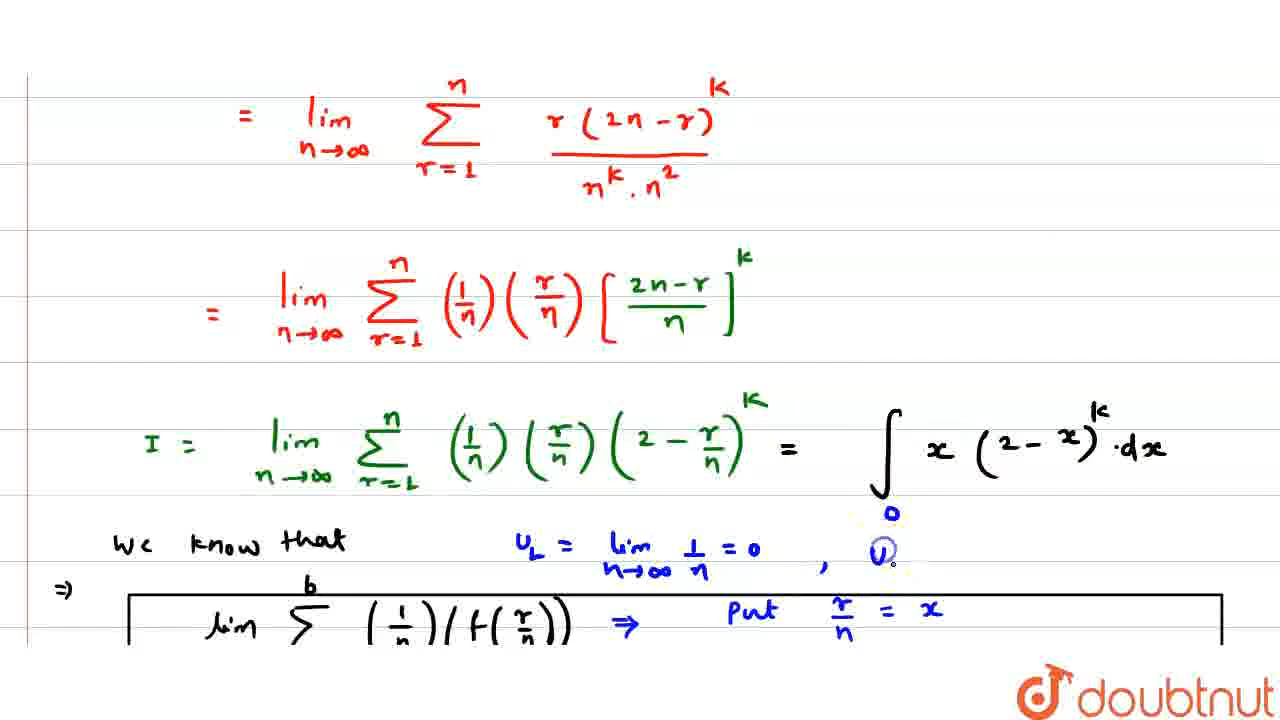 = lim n→∞ n Σ r=1 r (2n - r)^k / n^k . n^2
= lim n→∞ n Σ r=1 (1/n) (r/n) [2n-r/n]^k
I = lim n→∞ n Σ r=1 (1/n) (r/n) (2 - r/n)^k = ∫ 0 x (2 - x)^k .dx
We know that U_L = lim n→∞ 1/n = 0 , U.
⇒ lim b Σ (1/n) (f(r/n)) ⇒ Put r/n = x
doubtnut